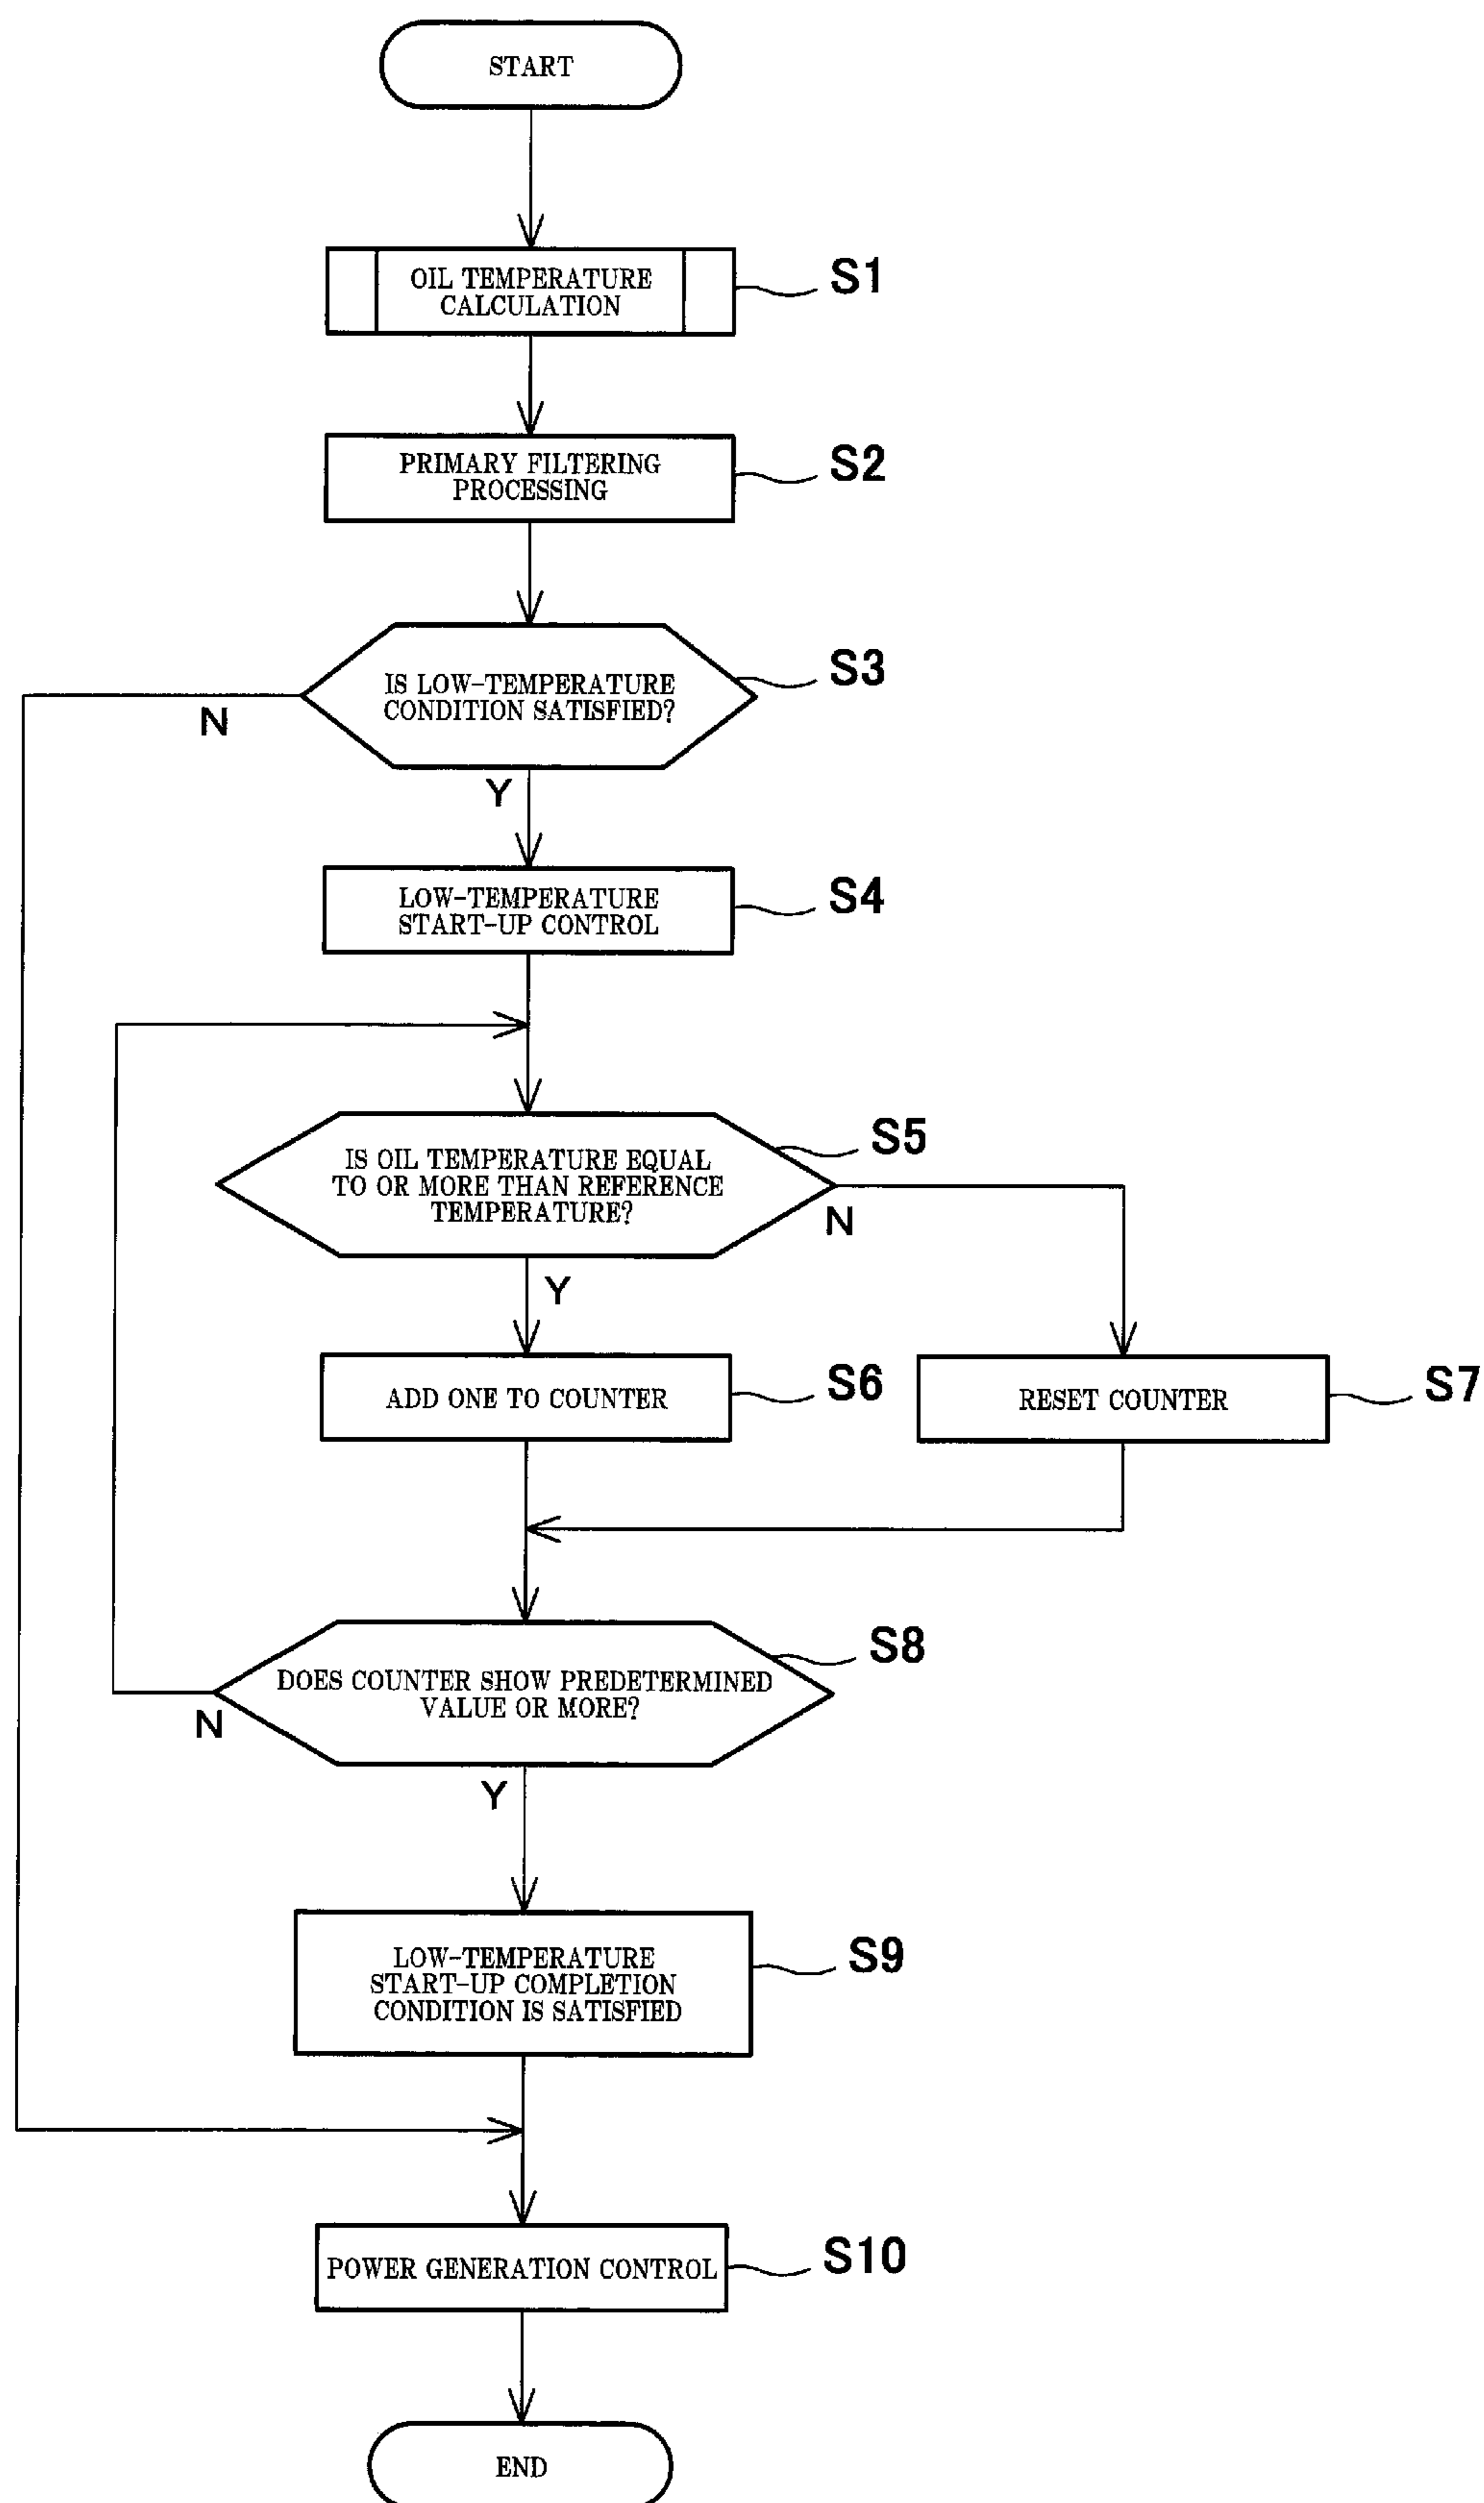 START
OIL TEMPERATURE
CALCULATION
S1
PRIMARY FILTERING
PROCESSING
S2
IS LOW-TEMPERATURE
CONDITION SATISFIED?
S3
N
Y
LOW-TEMPERATURE
START-UP CONTROL
S4
IS OIL TEMPERATURE EQUAL
TO OR MORE THAN REFERENCE
TEMPERATURE?
S5
N
Y
ADD ONE TO COUNTER
S6
RESET COUNTER
S7
DOES COUNTER SHOW PREDETERMINED
VALUE OR MORE?
S8
N
Y
LOW-TEMPERATURE
START-UP COMPLETION
CONDITION IS SATISFIED
S9
POWER GENERATION CONTROL
S10
END